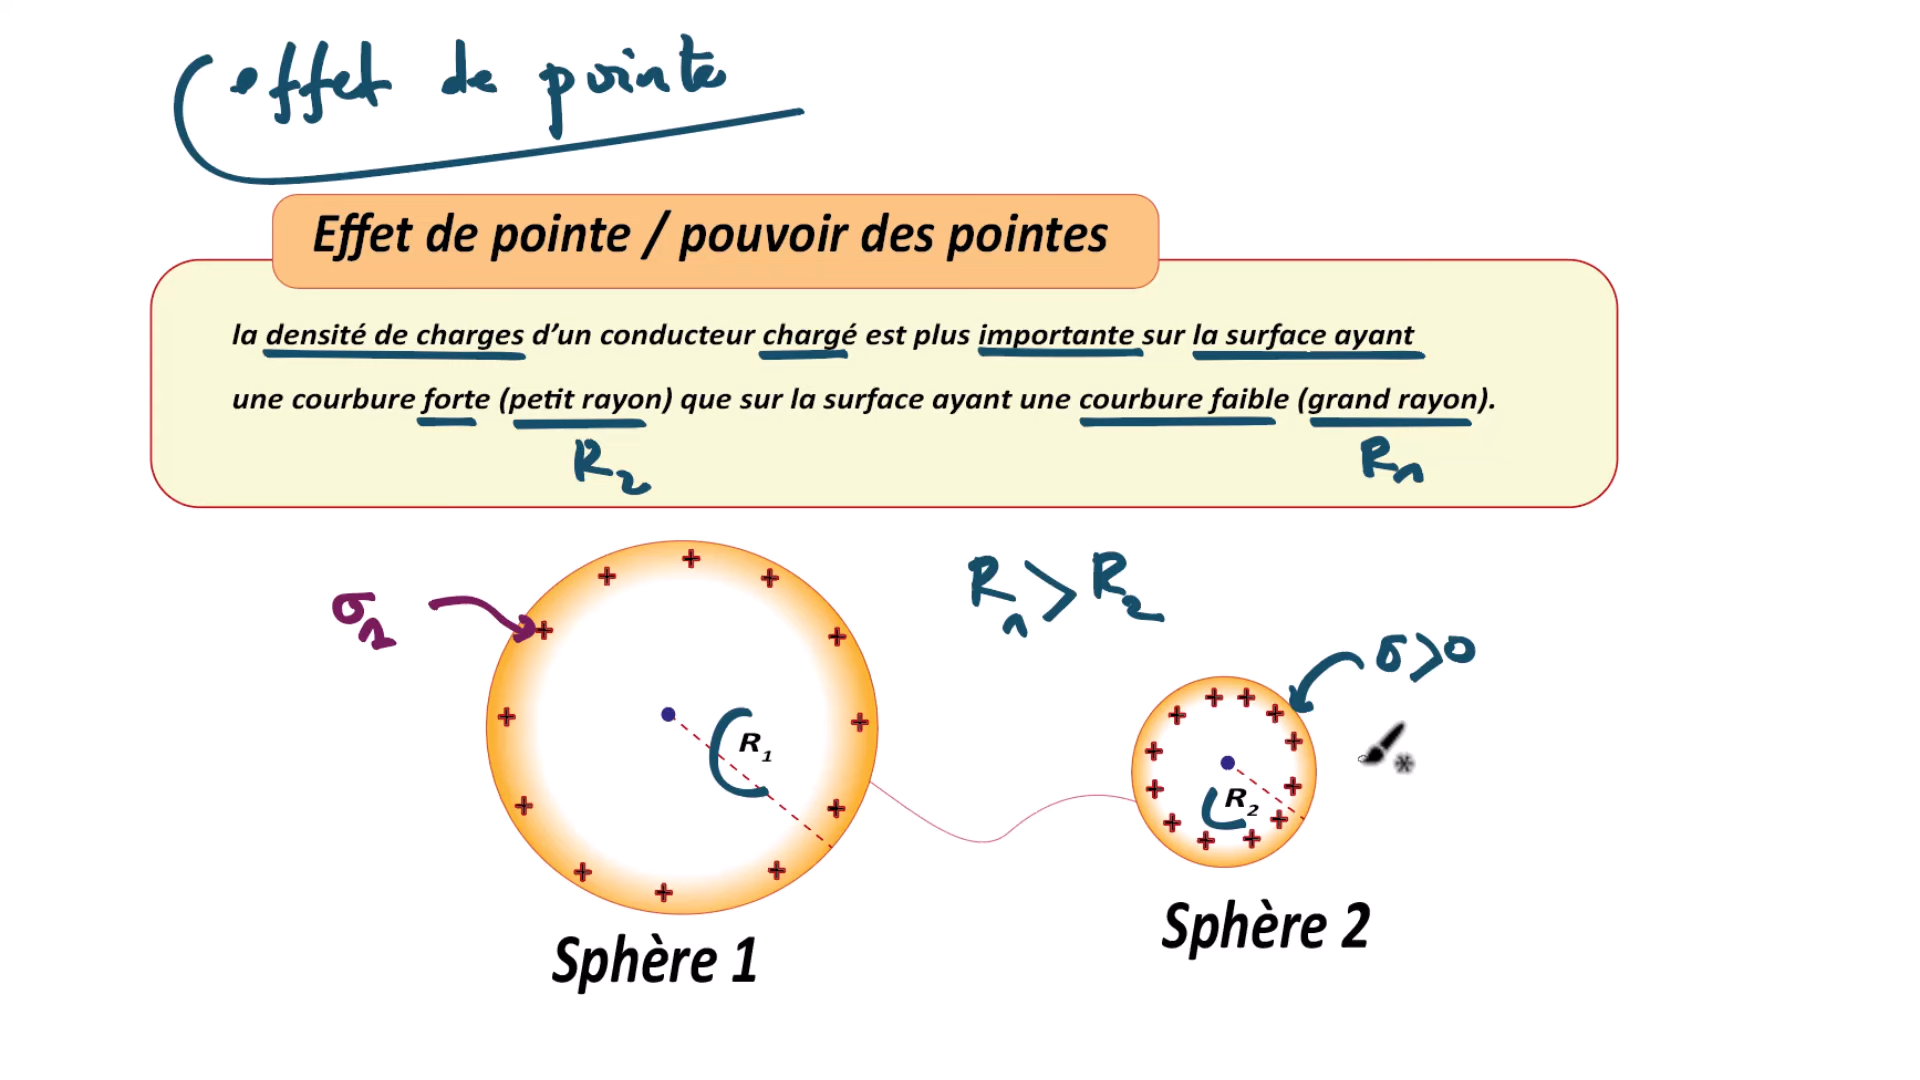 effet de pointe
Effet de pointe / pouvoir des pointes
la densité de charges d’un conducteur chargé est plus importante sur la surface ayant
une courbure forte (petit rayon) que sur la surface ayant une courbure faible (grand rayon).
R₂ R₁
R₁ > R₂
σ₁
σ>0
R₁
R₂
Sphère 2
Sphère 1